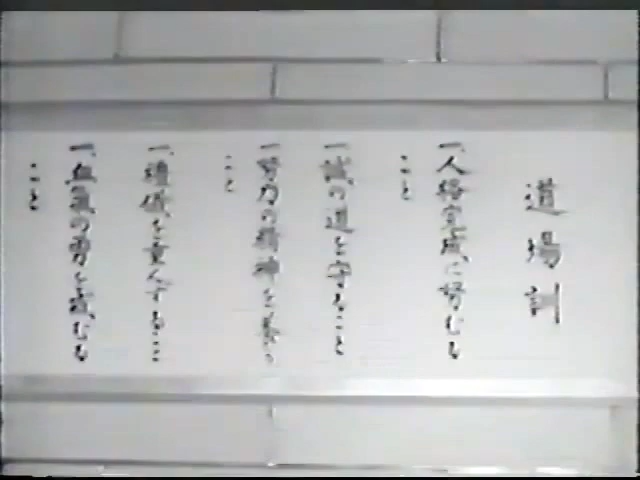 道場訓
一、人格完成に努むる
こと
一、誠の道を守ること
一、努力の精神を養う
こと
一、礼儀を重んずるこ
一、血気の勇を戒むる
こと